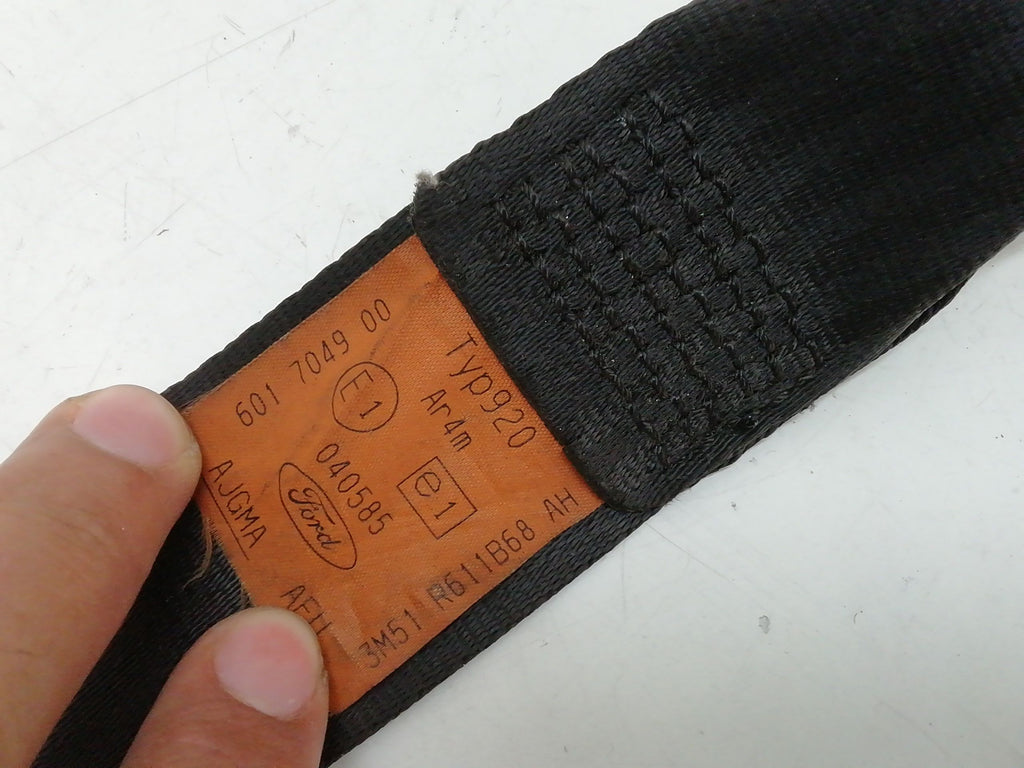 601 7049 00
E1
Typ920
Ar4m
e1
040585
Ford
AJGMA
3M51 R611B68 AH